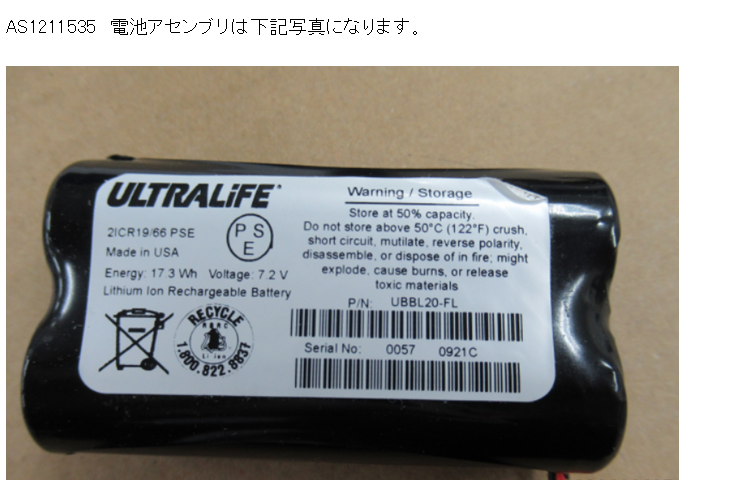 AS1211535 電池アセンブリは下記写真になります。
ULTRALiFE
2ICR19/66 PSE
Made in USA
Energy: 17.3 Wh Voltage: 7.2 V
Lithium Ion Rechargeable Battery
P S
E
RECYCLE
RBRC
Li Ion
1.800.822.8837
Warning / Storage
Store at 50% capacity.
Do not store above 50°C (122°F) crush,
short circuit, mutilate, reverse polarity,
disassemble, or dispose of in fire; might
explode, cause burns, or release
toxic materials
P/N: UBBL20-FL
Serial No: 0057 0921C